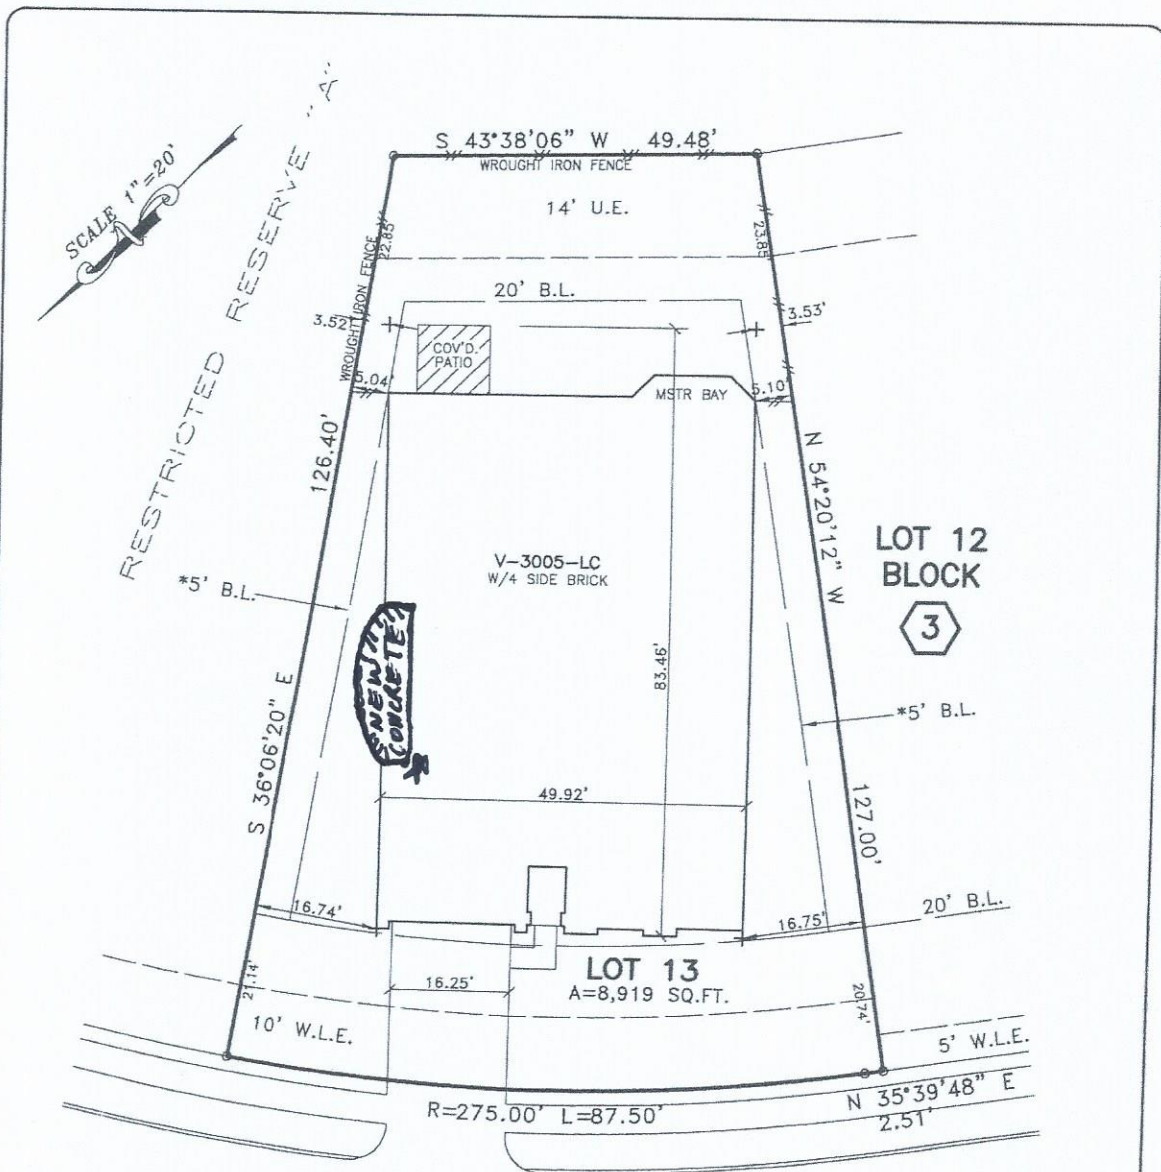 S 43°38'06" W 49.48'
WROUGHT IRON FENCE
14' U.E.
SCALE 1"=20'
RESTRICTED RESERVE "A"
WROUGHT IRON FENCE
22.85'
23.85'
20' B.L.
3.52'
3.53'
COV'D.
PATIO
5.04'
MSTR BAY
5.10'
126.40'
N 54°20'12" W
V-3005-LC
W/4 SIDE BRICK
LOT 12
BLOCK
3
*5' B.L.
NEW
CONCRETE
83.46'
*5' B.L.
S 36°06'20" E
49.92'
127.00'
16.74'
16.75'
20' B.L.
LOT 13
A=8,919 SQ.FT.
16.25'
20.74'
10' W.L.E.
5' W.L.E.
R=275.00' L=87.50'
N 35°39'48" E
2.51'